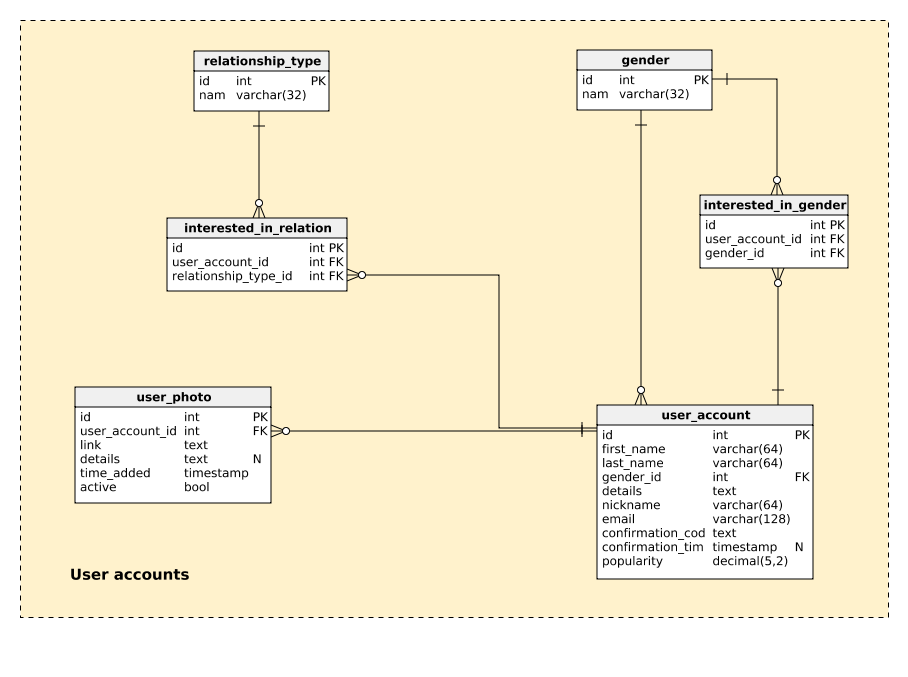 relationship_type
id int PK
nam varchar(32)
gender
id int PK
nam varchar(32)
interested_in_gender
id int PK
user_account_id int FK
gender_id int FK
interested_in_relation
id int PK
user_account_id int FK
relationship_type_id int FK
user_photo
id int PK
user_account_id int FK
link text
details text N
time_added timestamp
active bool
user_account
id int PK
first_name varchar(64)
last_name varchar(64)
gender_id int FK
details text
nickname varchar(64)
email varchar(128)
confirmation_cod text
confirmation_tim timestamp N
popularity decimal(5,2)
User accounts